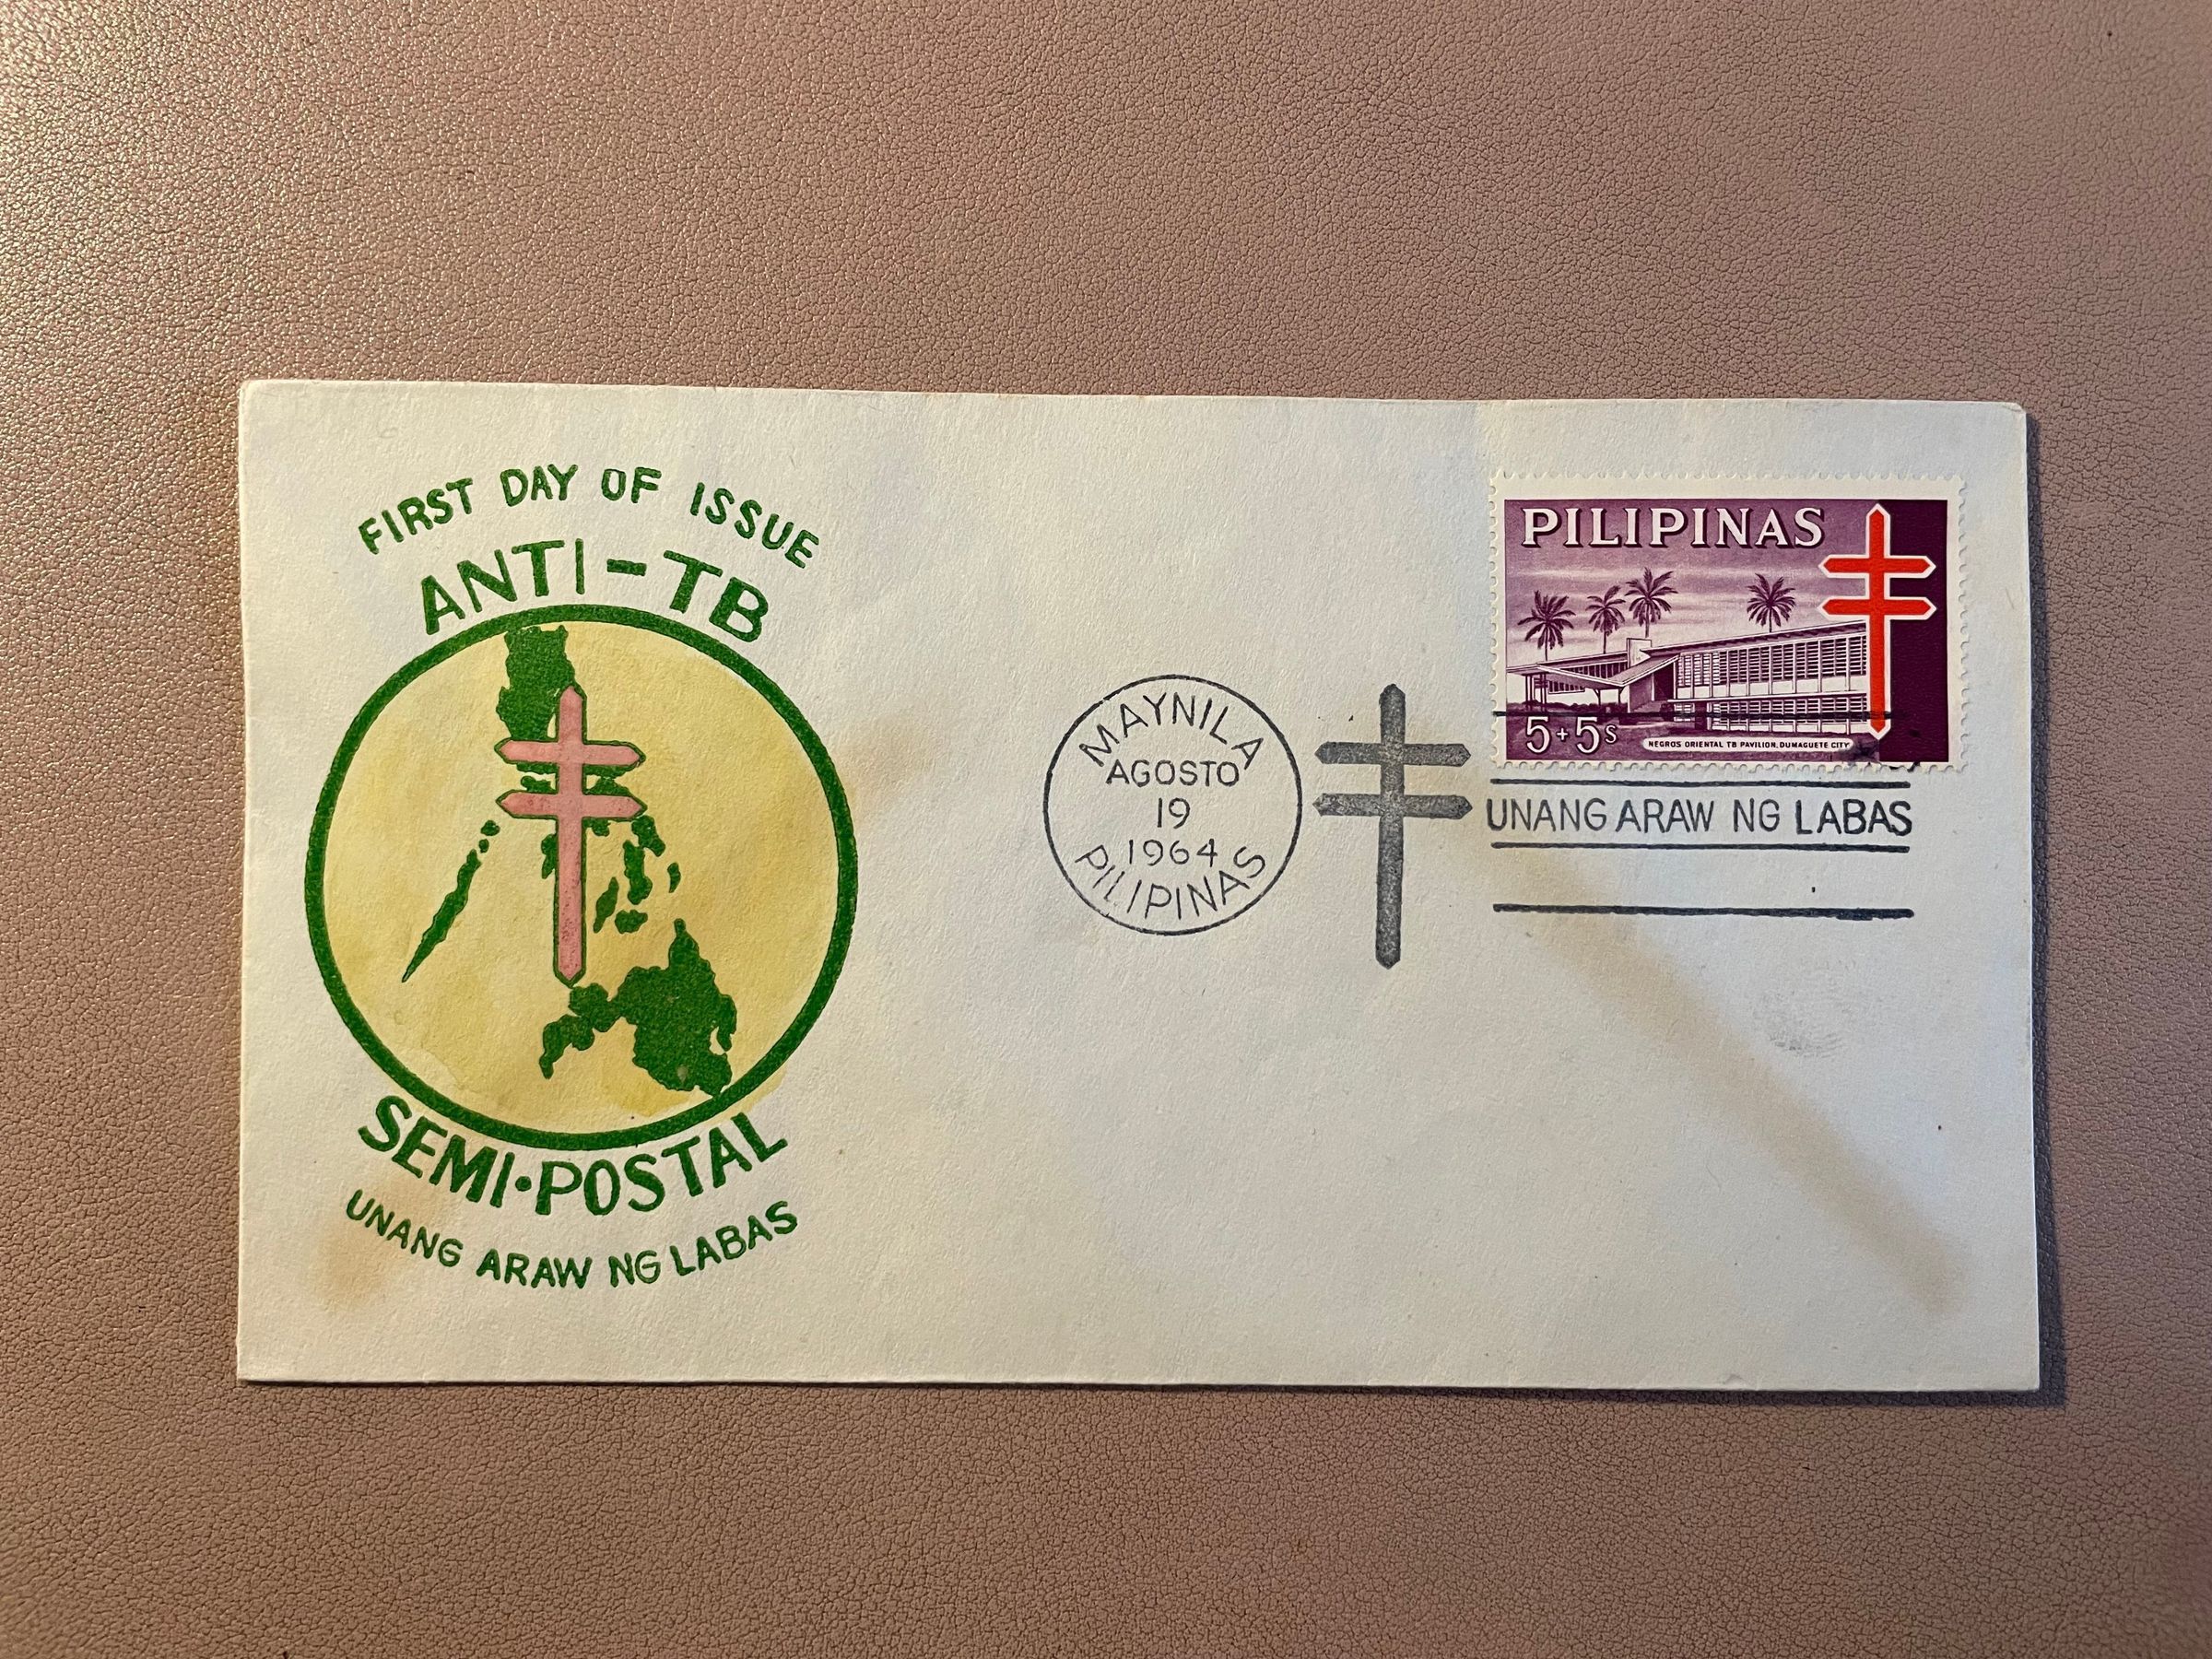 FIRST DAY OF ISSUE
ANTI-TB
SEMI·POSTAL
UNANG ARAW NG LABAS
MAYNILA
AGOSTO
19
1964
PILIPINAS
PILIPINAS
5+5s
NEGROS ORIENTAL TB PAVILION, DUMAGUETE CITY
UNANG ARAW NG LABAS